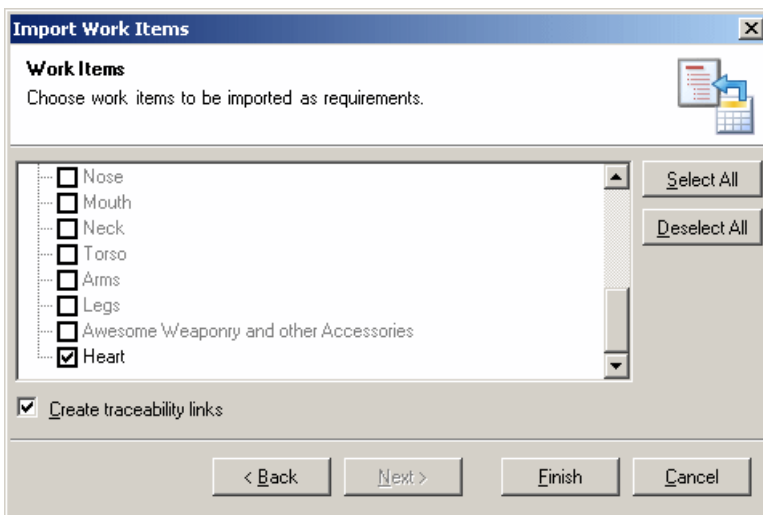 Import Work Items
Work Items
Choose work items to be imported as requirements.
Nose
Mouth
Neck
Torso
Arms
Legs
Awesome Weaponry and other Accessories
Heart
Select All
Deselect All
Create traceability links
< Back
Next >
Finish
Cancel